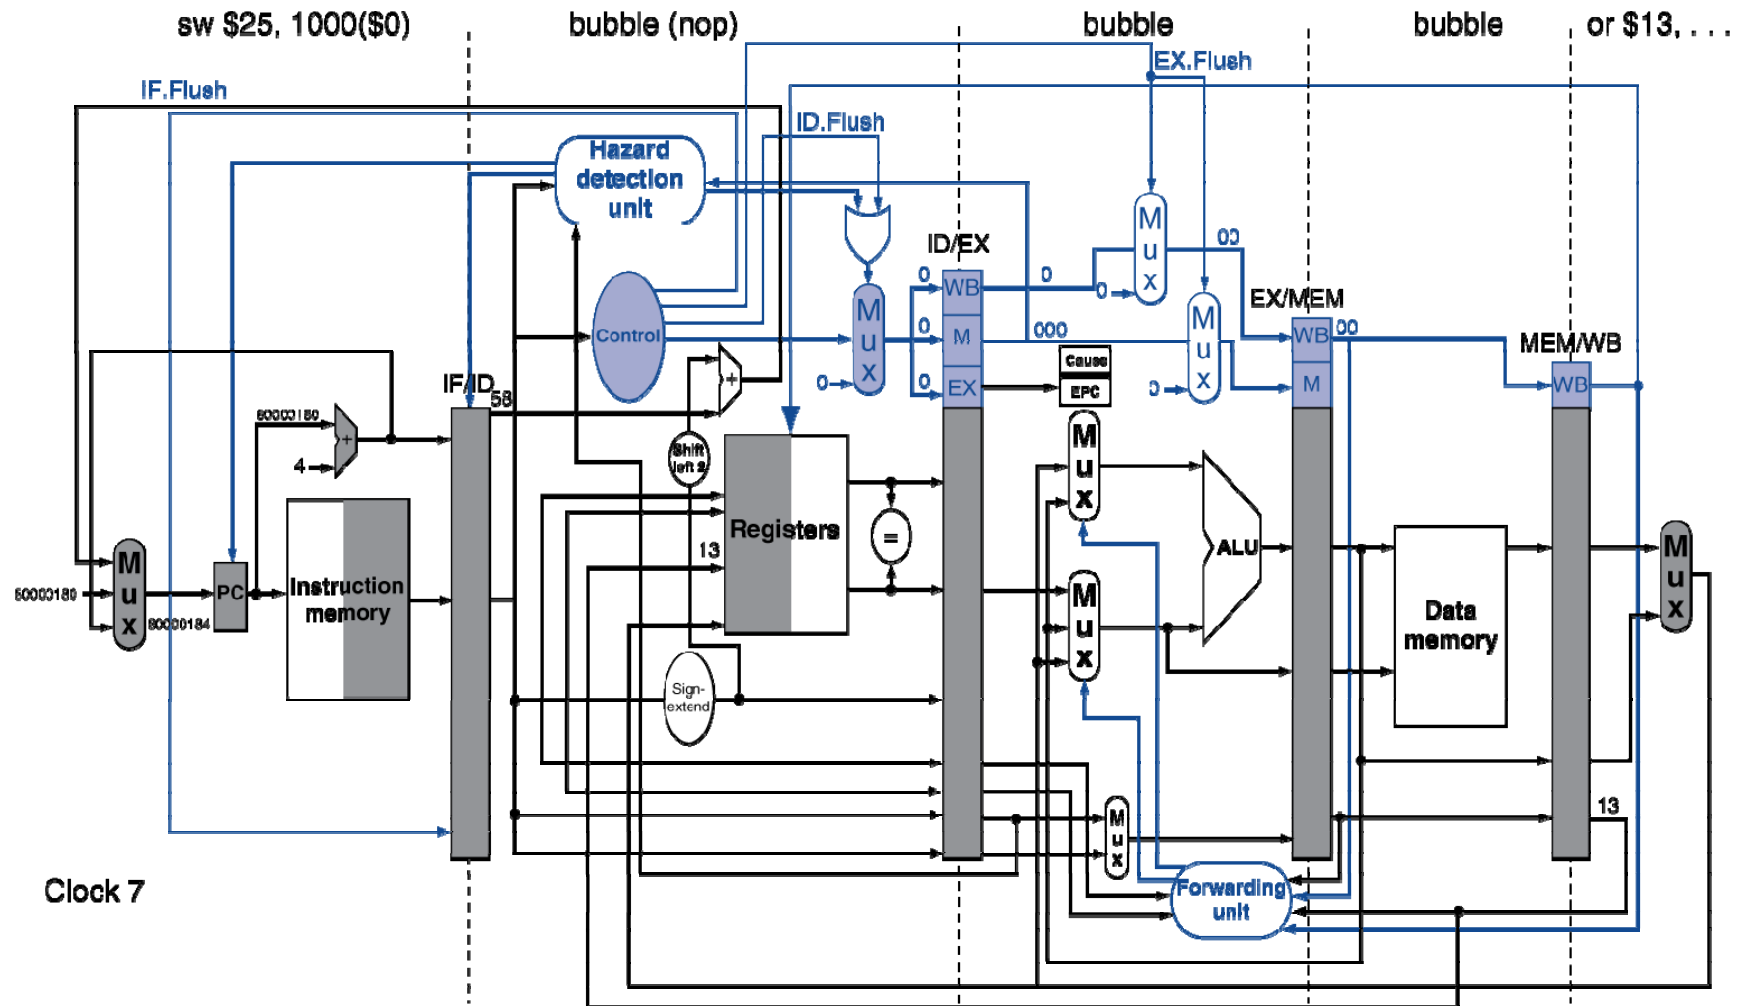 sw $25, 1000($0)
bubble (nop)
bubble
bubble
or $13, . . .
EX.Flush
IF.Flush
ID.Flush
Hazard
detection
unit
M
u
x
00
ID/EX
0
WB
0
0
M
u
x
0
M
000
M
u
x
0
0
EX
0
Control
+
EX/MEM
WB
00
M
MEM/WB
WB
Cause
EPC
IF/ID
58
80000180
+
4
Shift
left 2
M
u
x
Registers
=
13
ALU
M
u
x
80000180
M
u
x
80000184
PC
Instruction
memory
M
u
x
Data
memory
Sign-
extend
M
u
x
13
Forwarding
unit
Clock 7